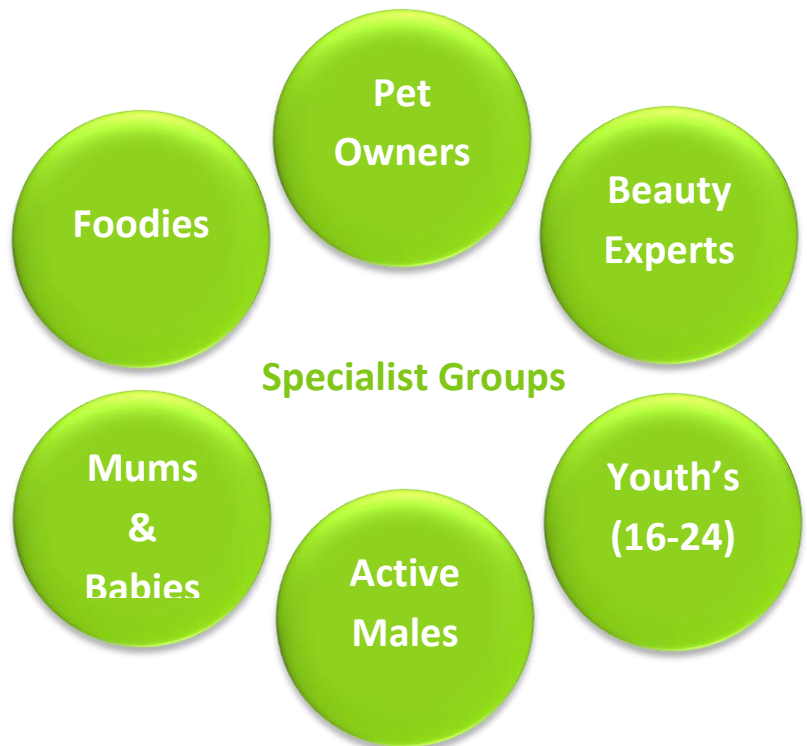 Pet
Owners
Foodies
Beauty
Experts
Specialist Groups
Mums
&
Babies
Youth’s
(16-24)
Active
Males